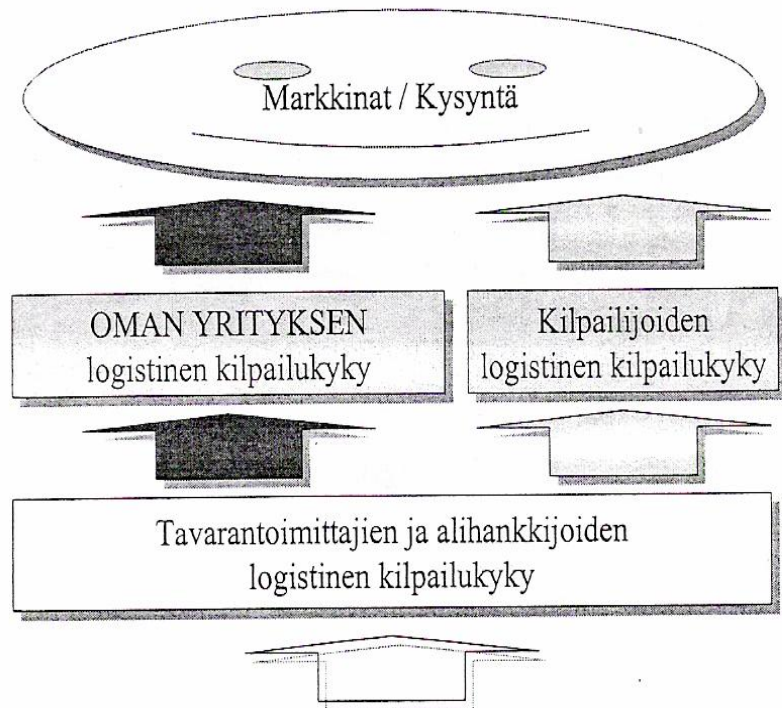 Markkinat / Kysyntä
OMAN YRITYKSEN
logistinen kilpailukyky
Kilpailijoiden
logistinen kilpailukyky
Tavarantoimittajien ja alihankkijoiden
logistinen kilpailukyky